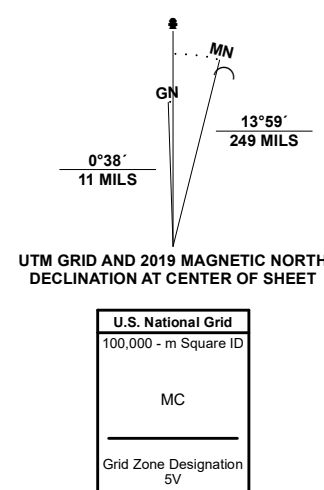 MN
GN
13°59´
249 MILS
0°38´
11 MILS
UTM GRID AND 2019 MAGNETIC NORTH
DECLINATION AT CENTER OF SHEET
U.S. National Grid
100,000 - m Square ID
MC
Grid Zone Designation
5V